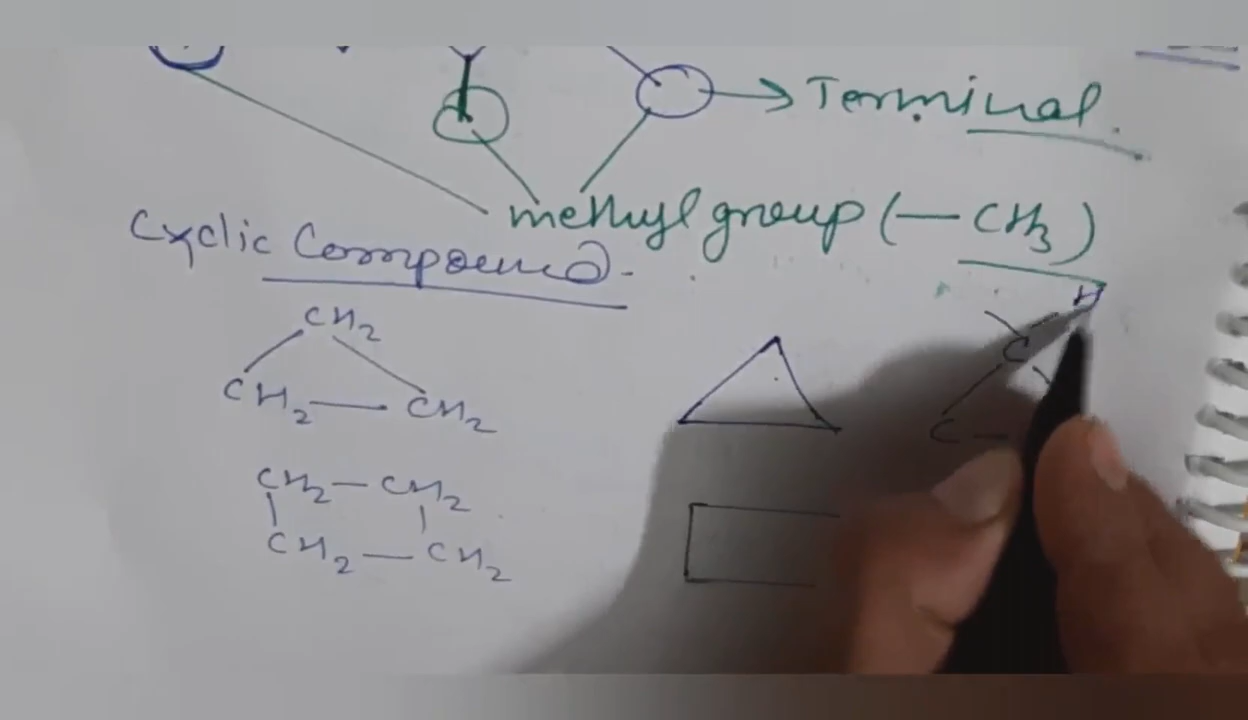 Terminal.
methyl group (—CH3)
Cyclic Compound.
CH2
CH2—CH2
CH2—CH2
CH2—CH2
H
C
C